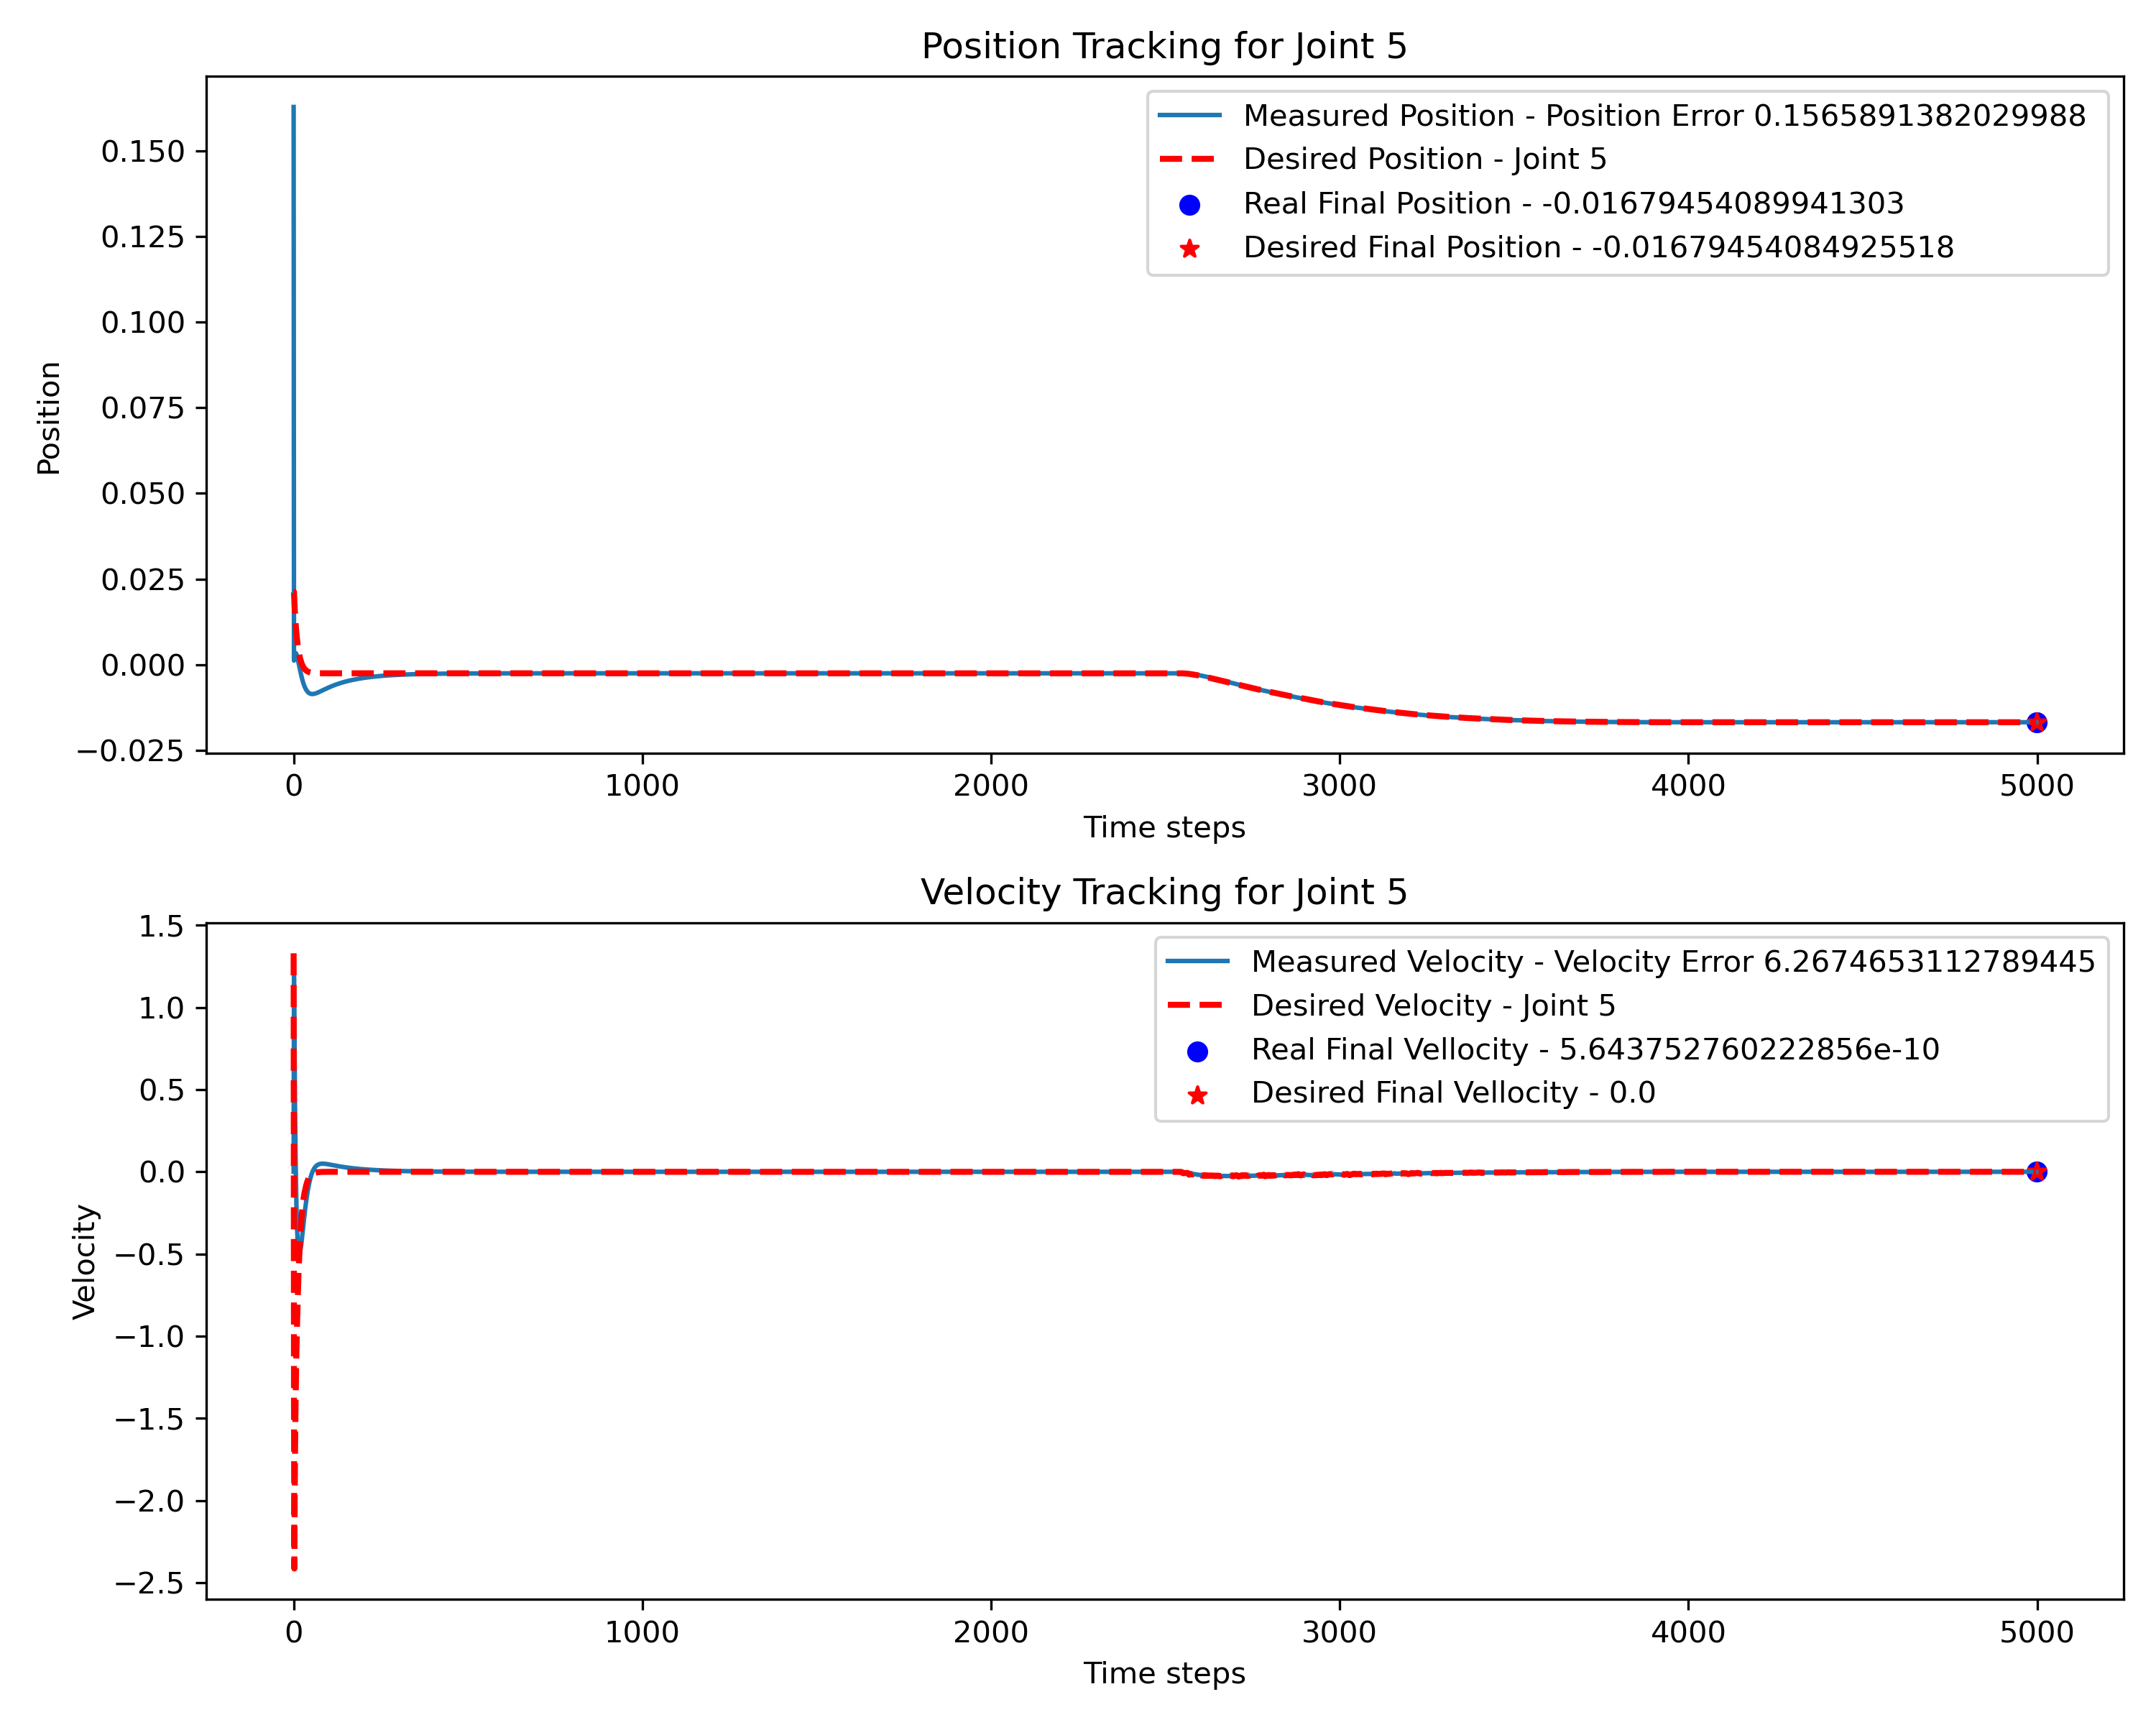 Position Tracking for Joint 5
Measured Position - Position Error 0.1565891382029988
Desired Position - Joint 5
Real Final Position - -0.01679454089941303
Desired Final Position - -0.01679454084925518
0.150
0.125
0.100
0.075
0.050
0.025
0.000
−0.025
Position
0 1000 2000 3000 4000 5000
Time steps
Velocity Tracking for Joint 5
Measured Velocity - Velocity Error 6.2674653112789445
Desired Velocity - Joint 5
Real Final Vellocity - 5.643752760222856e-10
Desired Final Vellocity - 0.0
1.5
1.0
0.5
0.0
−0.5
−1.0
−1.5
−2.0
−2.5
Velocity
0 1000 2000 3000 4000 5000
Time steps